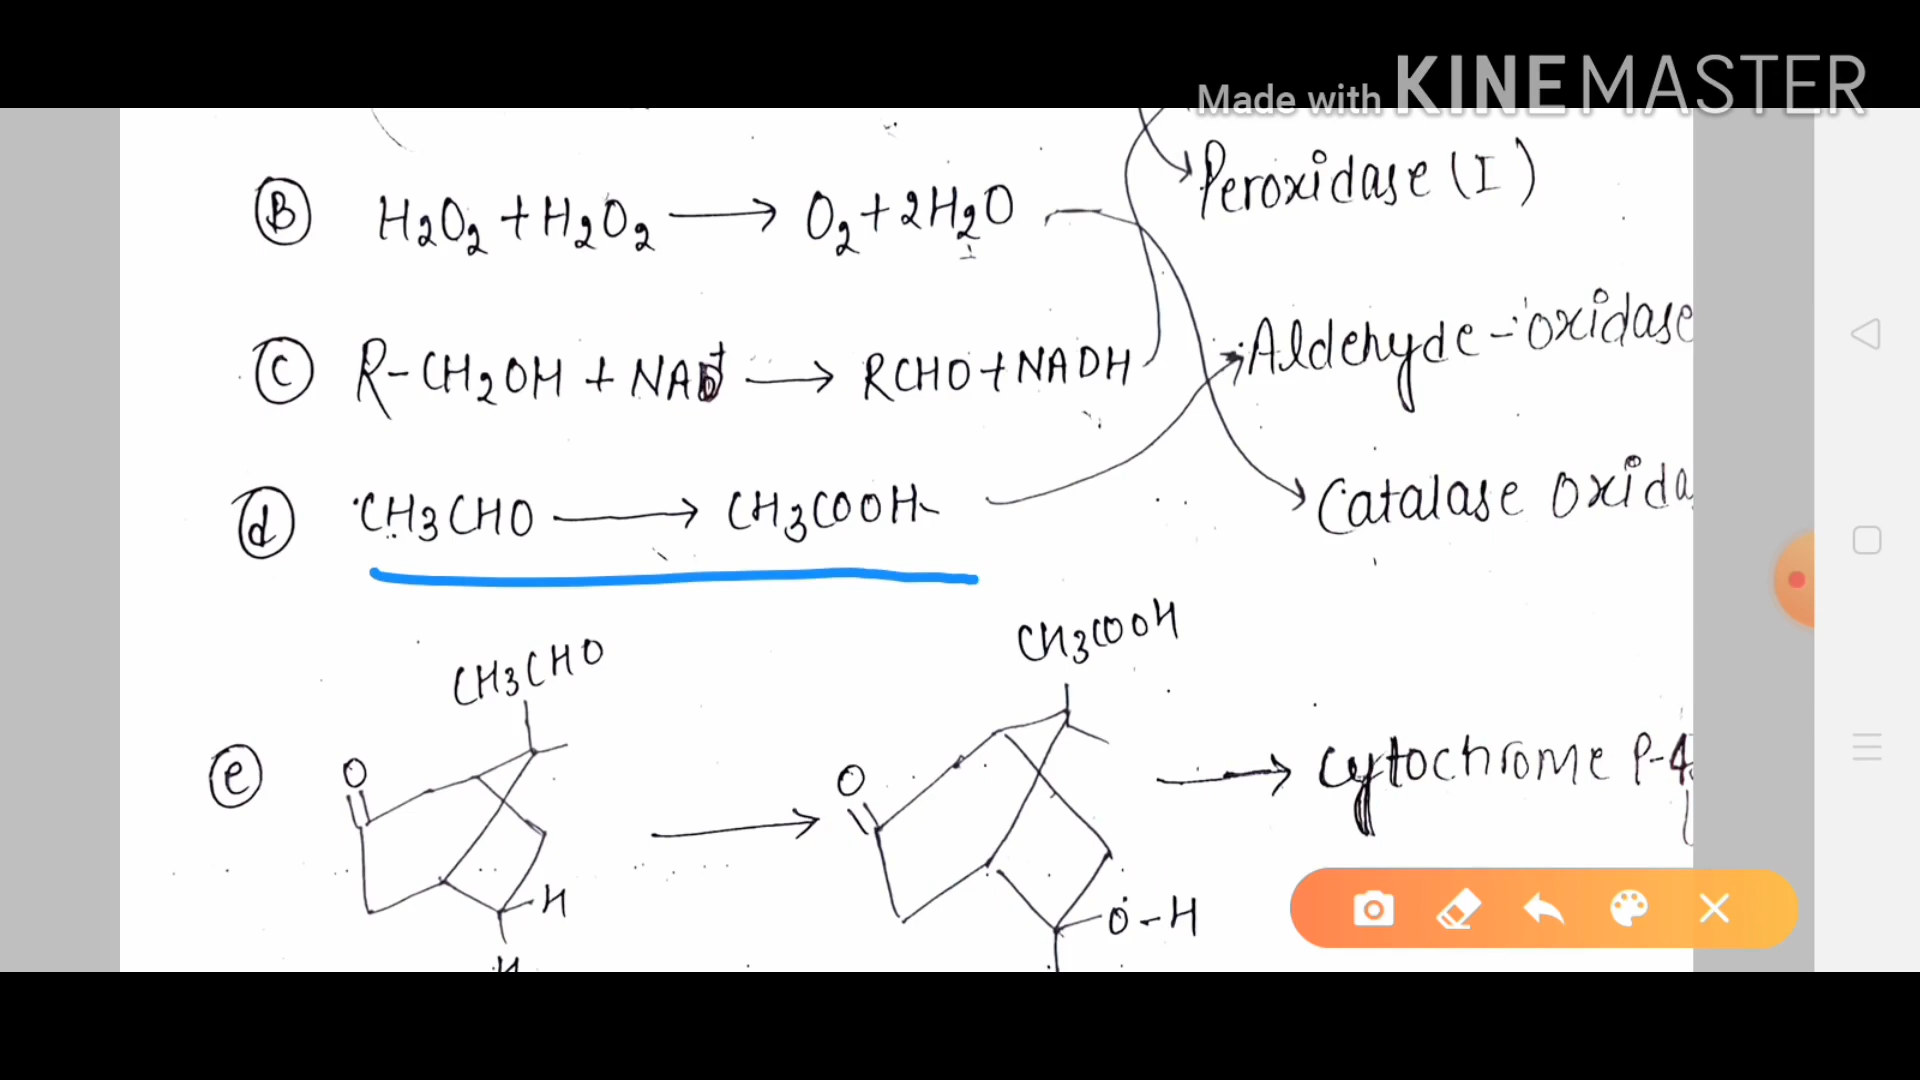 Made with KINEMASTER
Peroxidase (I)
B H2O2 + H2O2 → O2 + 2H2O
Aldehyde - oxidase
C R-CH2OH + NAD+ → RCHO + NADH
d CH3CHO → CH3COOH
Catalase Oxida
CH3CHO
CH3COOH
e O → O → Cytochrome P-4
H
O-H
H